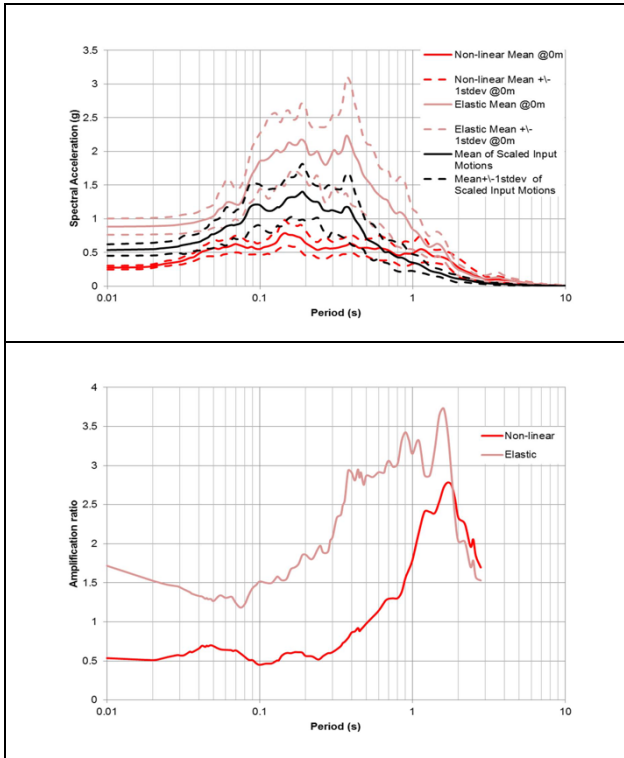 3.5
3
2.5
2
1.5
1
0.5
0
Spectral Acceleration (g)
Non-linear Mean @0m
Non-linear Mean +\-
1stdev @0m
Elastic Mean @0m
Elastic Mean +\-
1stdev @0m
Mean of Scaled Input
Motions
Mean+\-1stdev of
Scaled Input Motions
0.01
0.1
1
10
Period (s)
4
3.5
3
2.5
2
1.5
1
0.5
0
Amplification ratio
Non-linear
Elastic
0.01
0.1
1
10
Period (s)